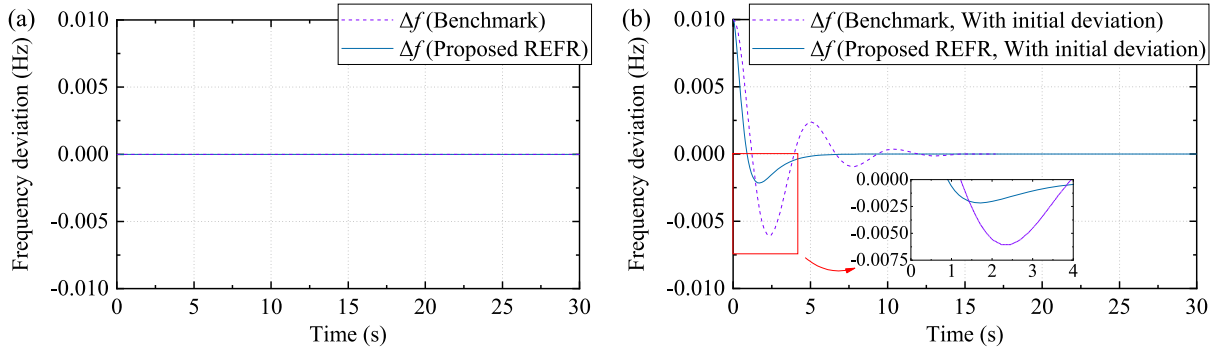 (a)
Δf (Benchmark)
Δf (Proposed REFR)
Frequency deviation (Hz)
0.010
0.005
0.000
-0.005
-0.010
0 5 10 15 20 25 30
Time (s)
(b)
Δf (Benchmark, With initial deviation)
Δf (Proposed REFR, With initial deviation)
Frequency deviation (Hz)
0.010
0.005
0.000
-0.005
-0.010
0.0000
-0.0025
-0.0050
-0.0075
0 1 2 3 4
0 5 10 15 20 25 30
Time (s)